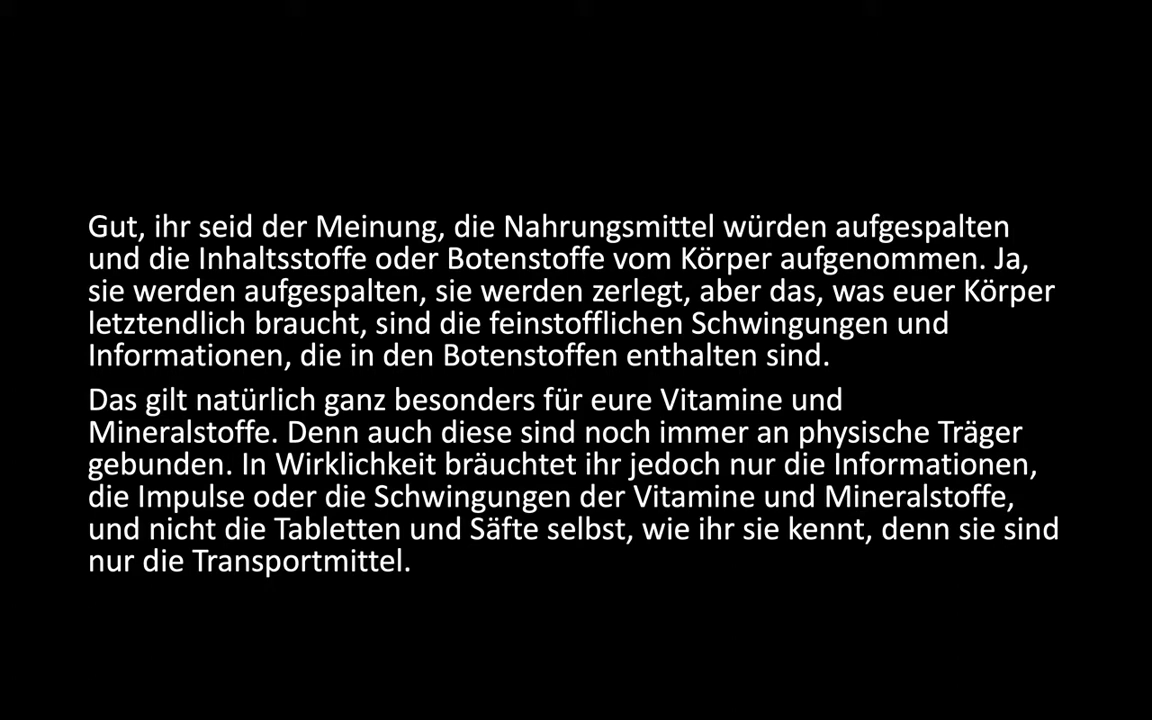 Gut, ihr seid der Meinung, die Nahrungsmittel würden aufgespalten
und die Inhaltsstoffe oder Botenstoffe vom Körper aufgenommen. Ja,
sie werden aufgespalten, sie werden zerlegt, aber das, was euer Körper
letztendlich braucht, sind die feinstofflichen Schwingungen und
Informationen, die in den Botenstoffen enthalten sind.
Das gilt natürlich ganz besonders für eure Vitamine und
Mineralstoffe. Denn auch diese sind noch immer an physische Träger
gebunden. In Wirklichkeit bräuchtet ihr jedoch nur die Informationen,
die Impulse oder die Schwingungen der Vitamine und Mineralstoffe,
und nicht die Tabletten und Säfte selbst, wie ihr sie kennt, denn sie sind
nur die Transportmittel.